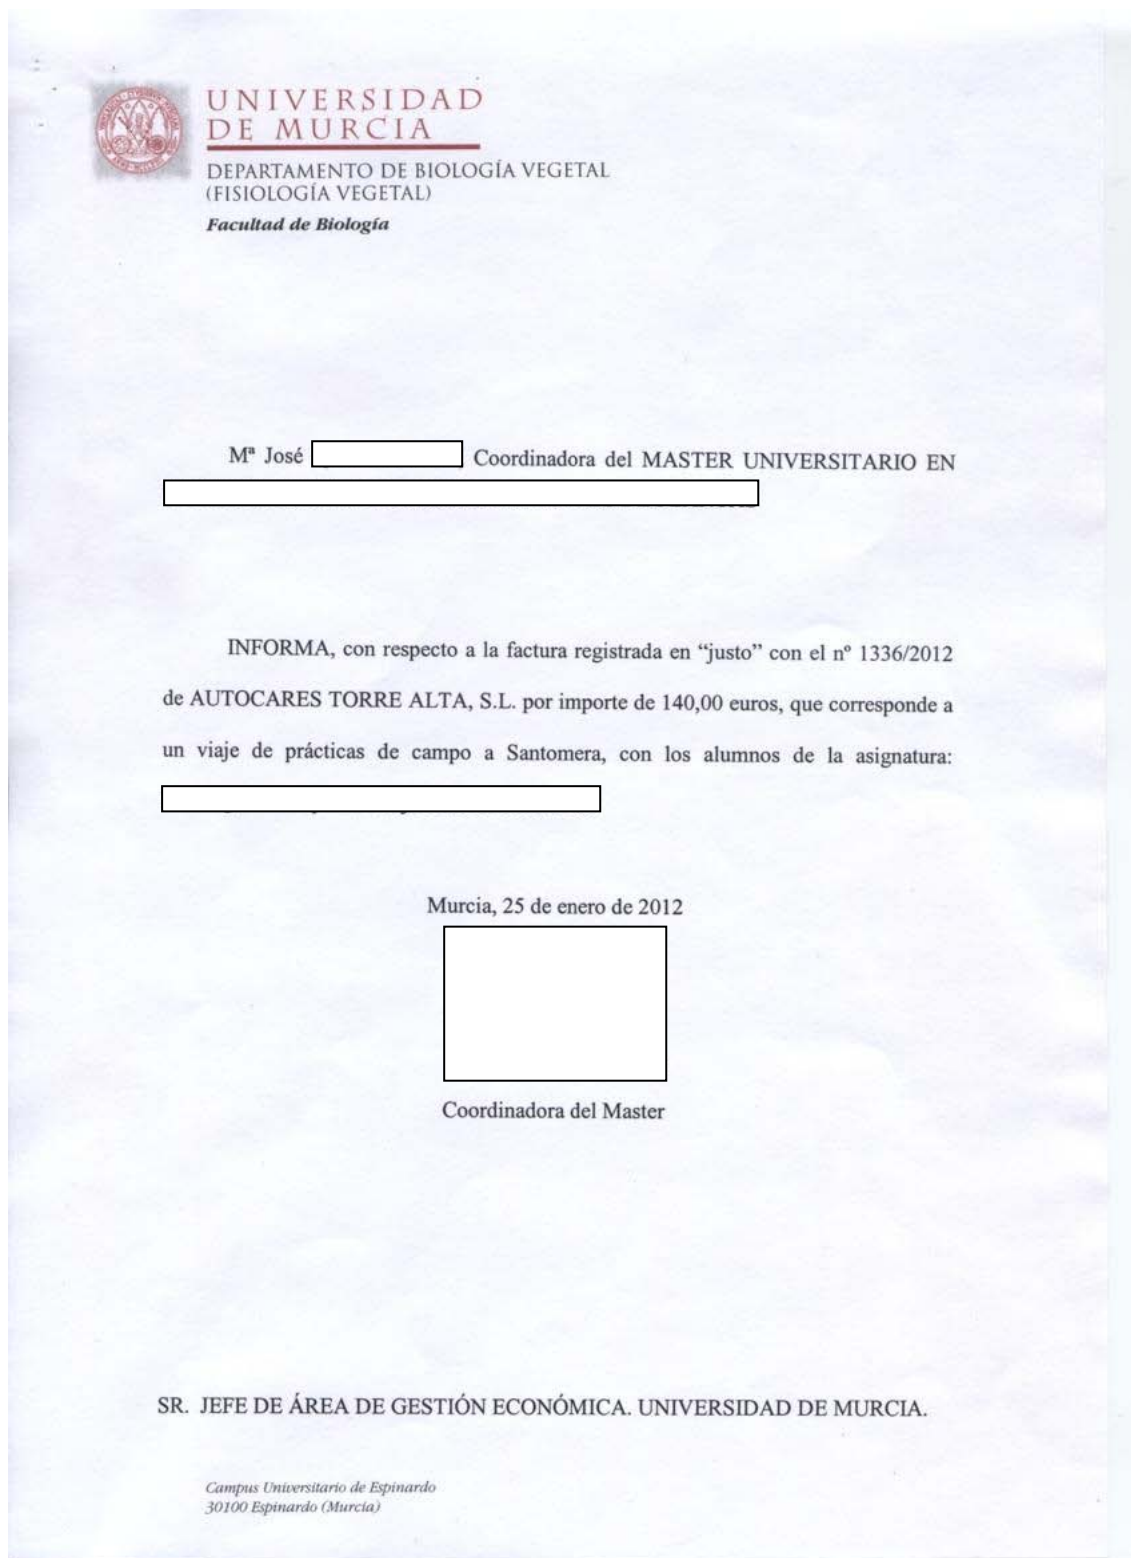 UNIVERSIDAD
DE MURCIA
DEPARTAMENTO DE BIOLOGÍA VEGETAL
(FISIOLOGÍA VEGETAL)
Facultad de Biología
Mª José Coordinadora del MASTER UNIVERSITARIO EN
INFORMA, con respecto a la factura registrada en “justo” con el nº 1336/2012
de AUTOCARES TORRE ALTA, S.L. por importe de 140,00 euros, que corresponde a
un viaje de prácticas de campo a Santomera, con los alumnos de la asignatura:
Murcia, 25 de enero de 2012
Coordinadora del Master
SR. JEFE DE ÁREA DE GESTIÓN ECONÓMICA. UNIVERSIDAD DE MURCIA.
Campus Universitario de Espinardo
30100 Espinardo (Murcia)